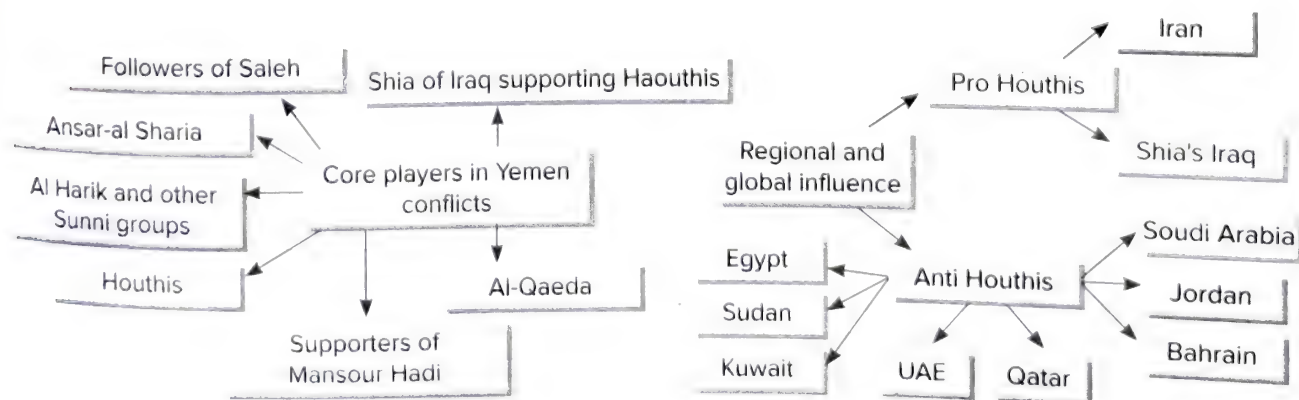 Followers of Saleh
Shia of Iraq supporting Haouthis
Ansar-al Sharia
Core players in Yemen
conflicts
Al Harik and other
Sunni groups
Houthis
Al-Qaeda
Supporters of
Mansour Hadi
Iran
Pro Houthis
Regional and
global influence
Shia's Iraq
Soudi Arabia
Egypt
Anti Houthis
Jordan
Sudan
Bahrain
Kuwait
UAE
Qatar